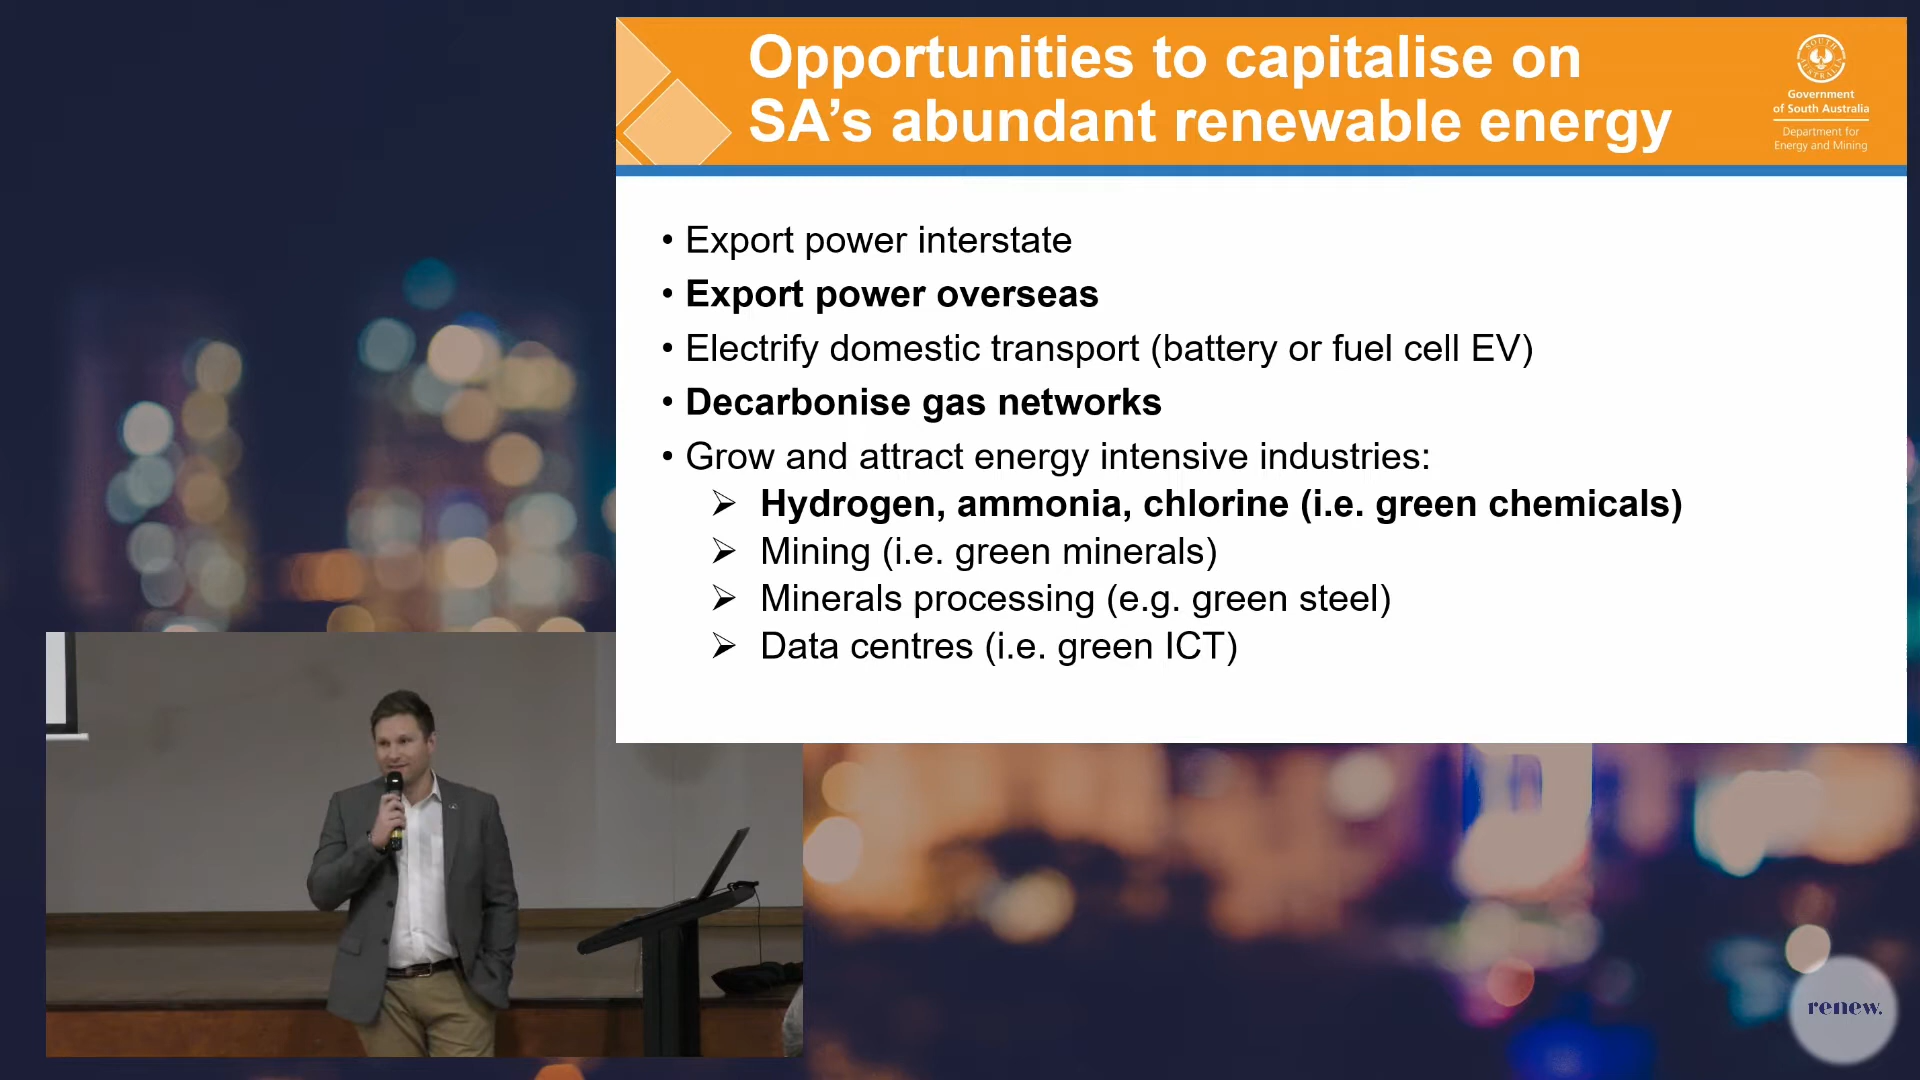 Opportunities to capitalise on
SA’s abundant renewable energy
SOUTH AUSTRALIA
Government
of South Australia
Department for
Energy and Mining
• Export power interstate
• Export power overseas
• Electrify domestic transport (battery or fuel cell EV)
• Decarbonise gas networks
• Grow and attract energy intensive industries:
➢ Hydrogen, ammonia, chlorine (i.e. green chemicals)
➢ Mining (i.e. green minerals)
➢ Minerals processing (e.g. green steel)
➢ Data centres (i.e. green ICT)
renew.